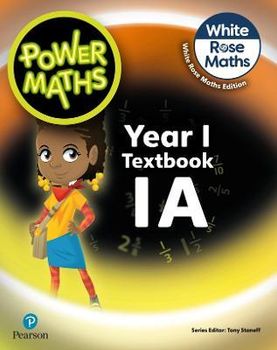 POWER
MATHS
White
Rose
Maths
White Rose Maths Edition
Year 1
Textbook
1A
Series Editor: Tony Staneff
Pearson